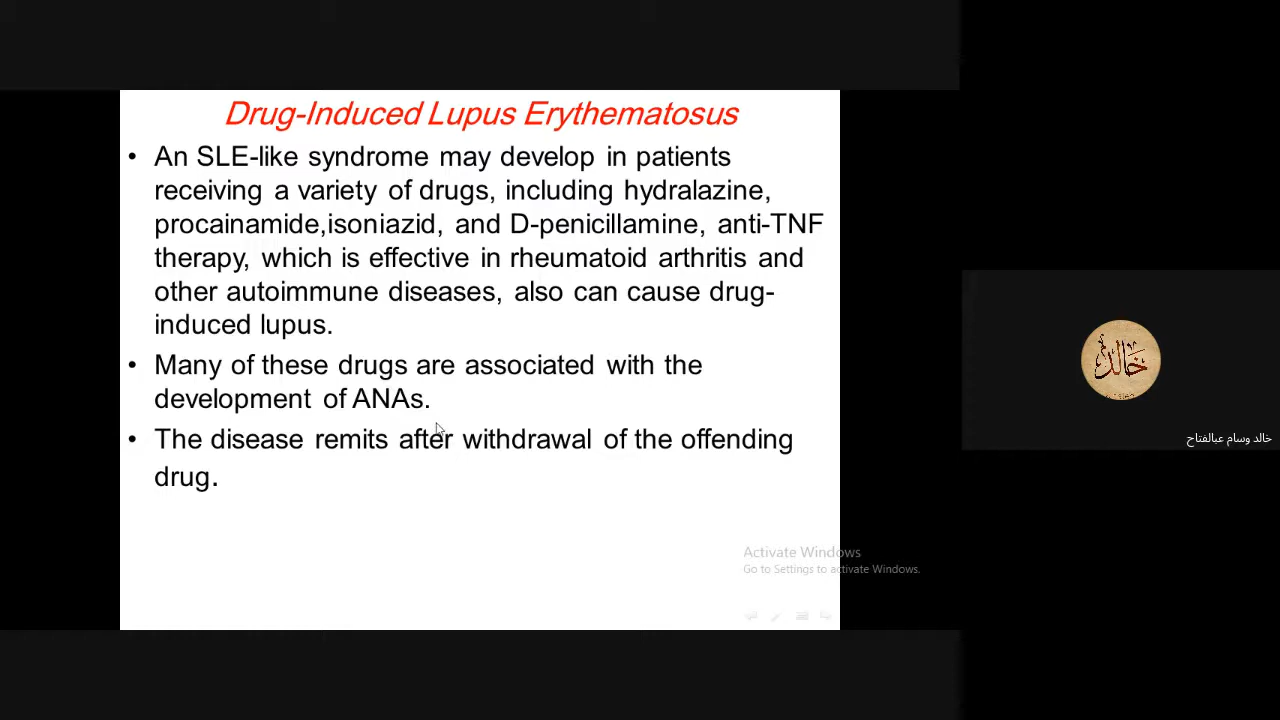 Drug-Induced Lupus Erythematosus
• An SLE-like syndrome may develop in patients
receiving a variety of drugs, including hydralazine,
procainamide,isoniazid, and D-penicillamine, anti-TNF
therapy, which is effective in rheumatoid arthritis and
other autoimmune diseases, also can cause drug-
induced lupus.
• Many of these drugs are associated with the
development of ANAs.
• The disease remits after withdrawal of the offending
drug.
خالد
خالد وسام عبالفتاح
Activate Windows
Go to Settings to activate Windows.